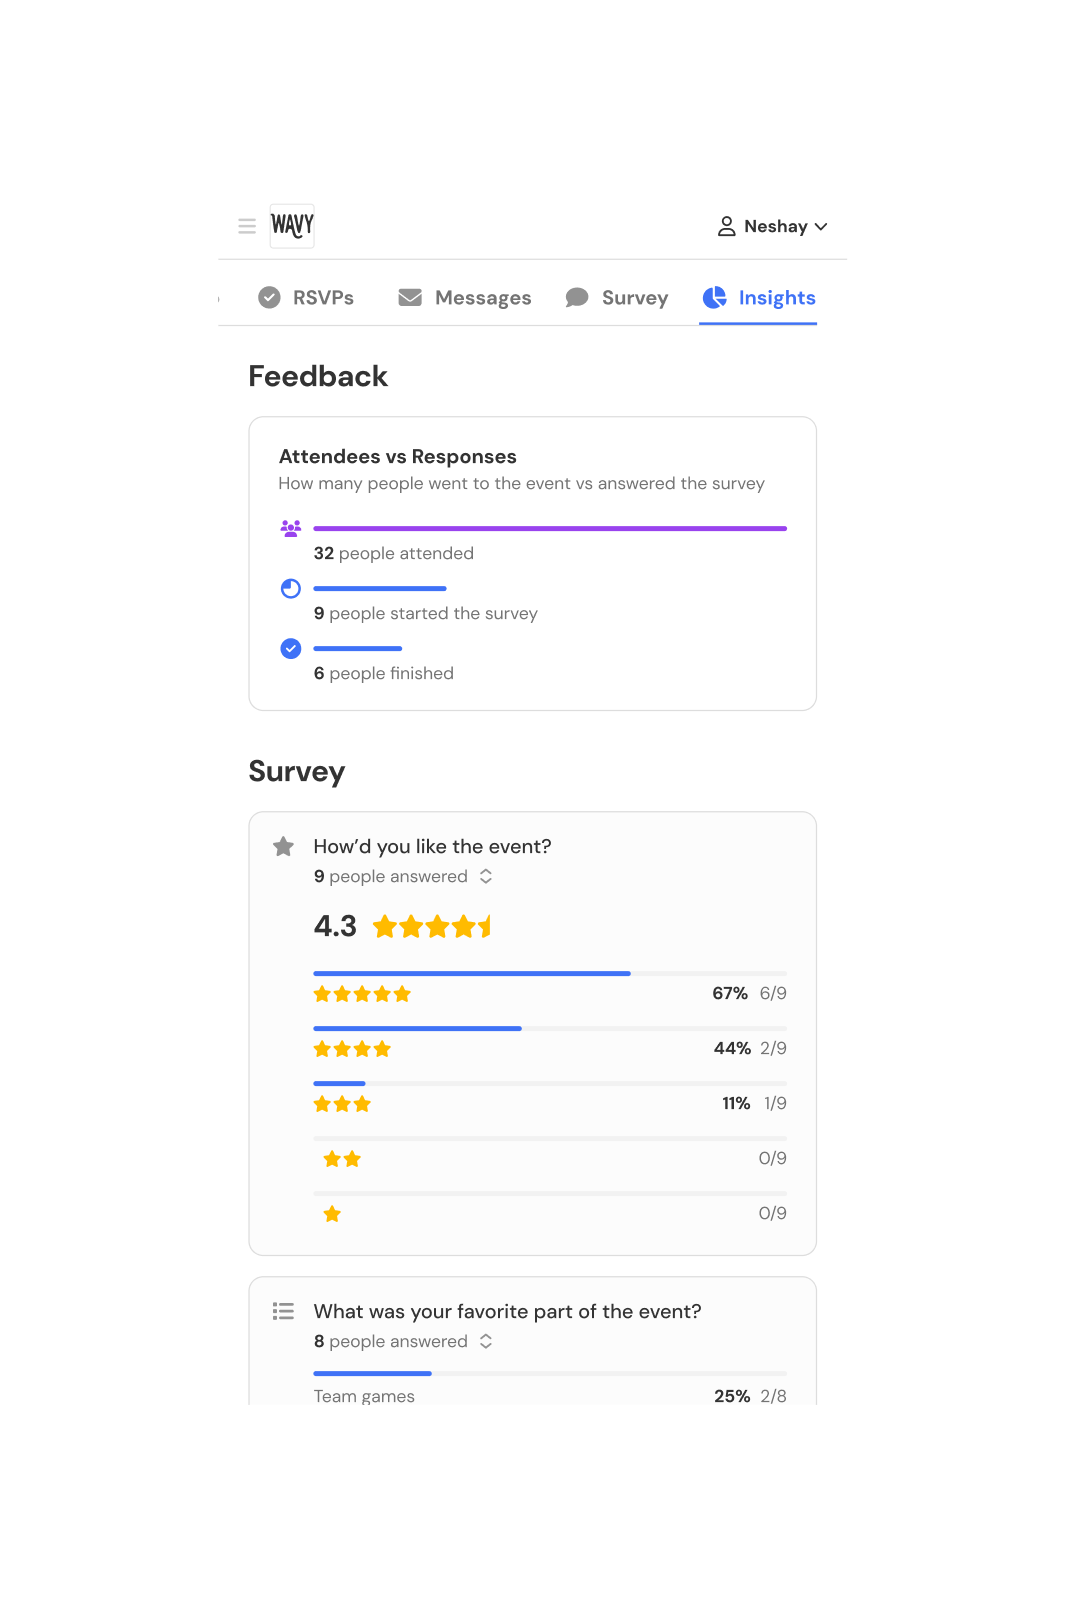 WAVY
Neshay
RSVPs Messages Survey Insights
Feedback
Attendees vs Responses
How many people went to the event vs answered the survey
32 people attended
9 people started the survey
6 people finished
Survey
How’d you like the event?
9 people answered
4.3
67% 6/9
44% 2/9
11% 1/9
0/9
0/9
What was your favorite part of the event?
8 people answered
Team games 25% 2/8